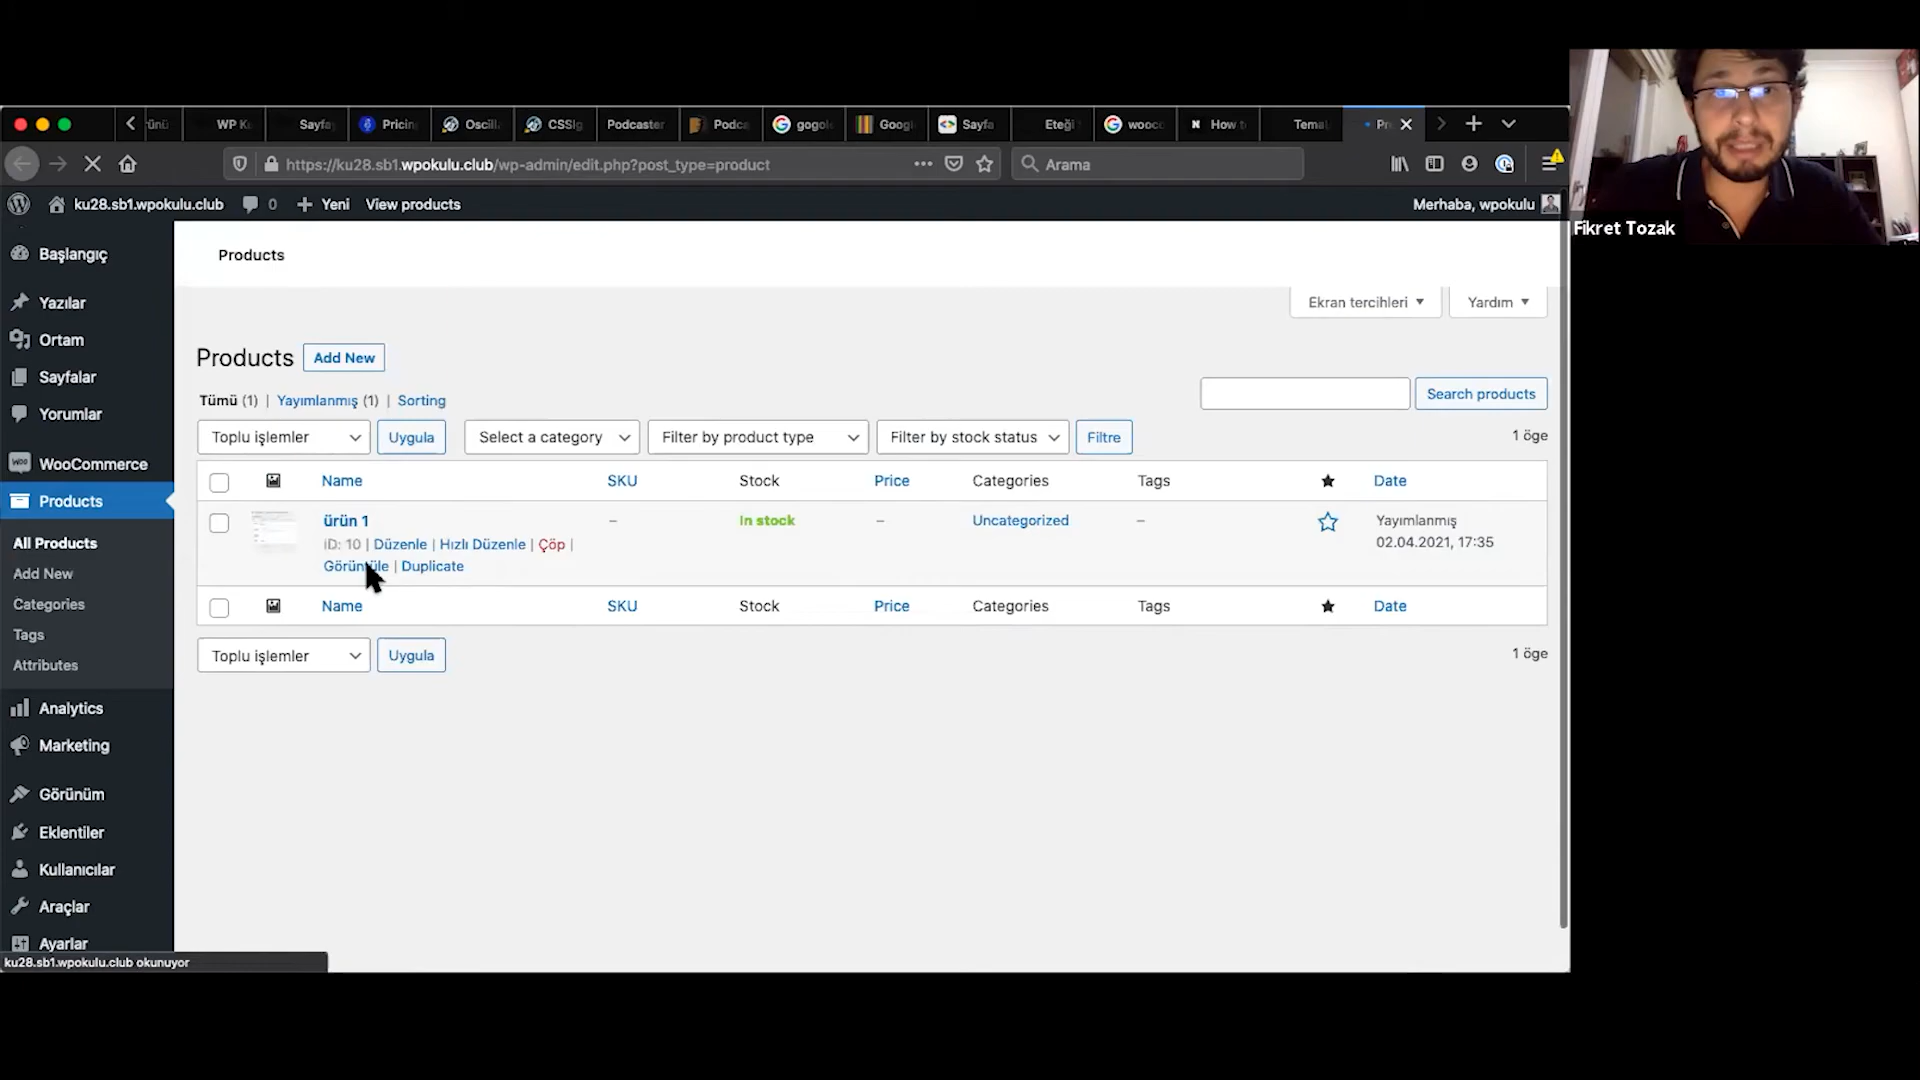 ünü WP K Sayfa Pricin Oscill CSSIg Podcaster Podca gogol Googl Sayfa Eteği wooc How t Temal Pr
https://ku28.sb1.wpokulu.club/wp-admin/edit.php?post_type=product Arama
ku28.sb1.wpokulu.club 0 Yeni View products Merhaba, wpokulu
Fikret Tozak
Başlangıç
Yazılar
Ortam
Sayfalar
Yorumlar
WooCommerce
Products
All Products
Add New
Categories
Tags
Attributes
Analytics
Marketing
Görünüm
Eklentiler
Kullanıcılar
Araçlar
Ayarlar
Products
Ekran tercihleri Yardım
Products Add New
Tümü (1) | Yayımlanmış (1) | Sorting
Search products
Toplu işlemler Uygula Select a category Filter by product type Filter by stock status Filtre 1 öge
Name SKU Stock Price Categories Tags Date
ürün 1 – In stock – Uncategorized – Yayımlanmış
ID: 10 | Düzenle | Hızlı Düzenle | Çöp | 02.04.2021, 17:35
Görüntüle | Duplicate
Name SKU Stock Price Categories Tags Date
Toplu işlemler Uygula 1 öge
ku28.sb1.wpokulu.club okunuyor